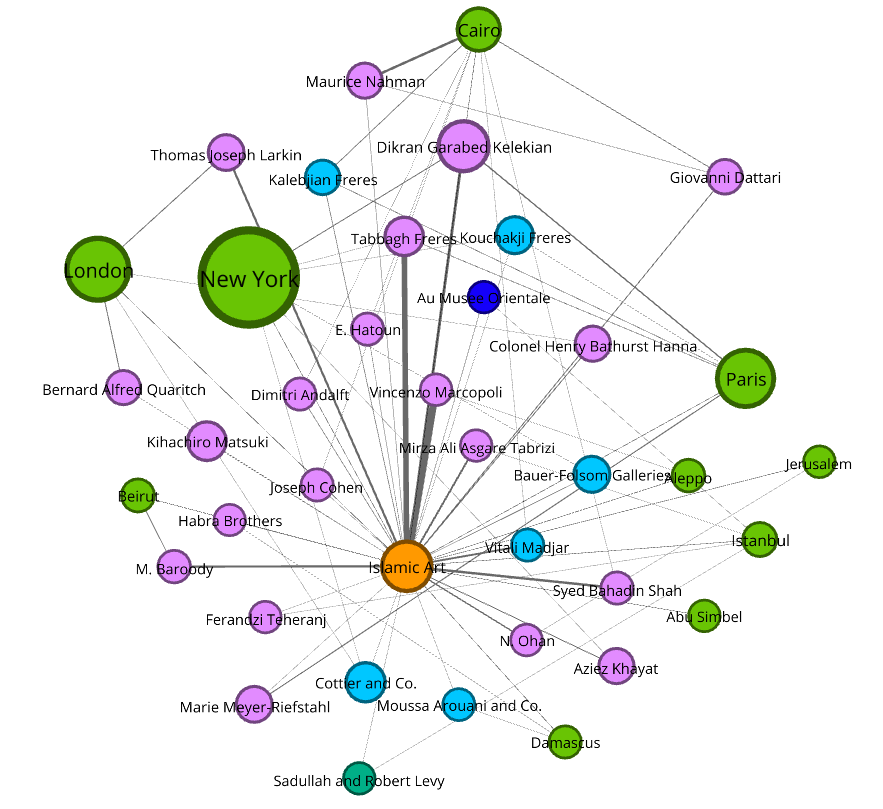 Cairo
Maurice Nahman
Thomas Joseph Larkin
Dikran Garabed Kelekian
Kalebjian Freres
Giovanni Dattari
Tabbagh Freres
Kouchakji Freres
London
New York
Au Musee Orientale
E. Hatoun
Colonel Henry Bathurst Hanna
Paris
Bernard Alfred Quaritch
Dimitri Andalft
Vincenzo Marcopoli
Kihachiro Matsuki
Mirza Ali Asgare Tabrizi
Jerusalem
Bauer-Folsom Galleries
Aleppo
Joseph Cohen
Beirut
Habra Brothers
Istanbul
Vitali Madjar
M. Baroody
Islamic Art
Syed Bahadin Shah
Abu Simbel
Ferandzi Teheranj
N. Ohan
Aziez Khayat
Cottier and Co.
Marie Meyer-Riefstahl
Moussa Arouani and Co.
Damascus
Sadullah and Robert Levy